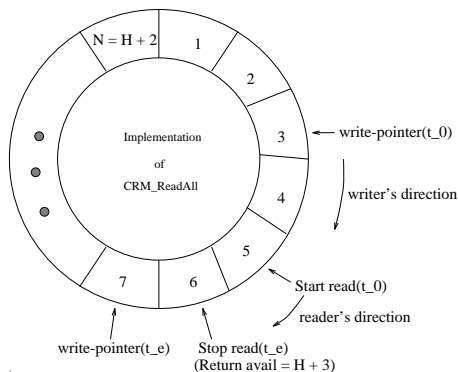 N = H + 2
1
2
3
write-pointer(t_0)
Implementation
of
CRM_ReadAll
writer's direction
4
5
Start read(t_0)
7
6
reader's direction
write-pointer(t_e)
Stop read(t_e)
(Return avail = H + 3)